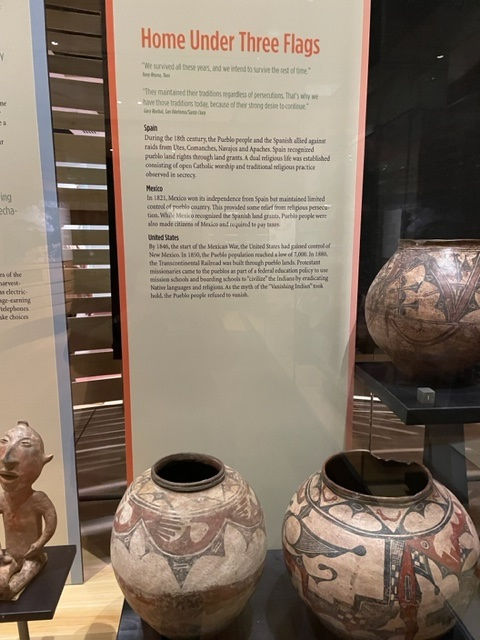 Home Under Three Flags
"We survived all these years, and we intend to survive the rest of time."
"They maintained their traditions regardless of persecutions. That's why we
have those traditions today, because of their strong desire to continue."
Spain
During the 18th century, the Pueblo people and the Spanish allied against
raids from Utes, Comanches, Navajos and Apaches. Spain recognized
pueblo land rights through land grants. A dual religious life was established
consisting of open Catholic worship and traditional religious practice
observed in secrecy.
Mexico
In 1821, Mexico won its independence from Spain but maintained limited
control of pueblo country. This provided some relief from religious persecu-
tion. While Mexico recognized the Spanish land grants, Pueblo people were
also made citizens of Mexico and required to pay taxes.
United States
By 1846, the start of the Mexican War, the United States had gained control of
New Mexico. In 1850, the Pueblo population reached a low of 7,000. In 1880,
the Transcontinental Railroad was built through pueblo lands. Protestant
missionaries came to the pueblos as part of a federal education policy to use
mission schools and boarding schools to "civilize" the Indians by eradicating
Native languages and religions. As the myth of the "Vanishing Indian" took
hold, the Pueblo people refused to vanish.
ring
echa-
rs of the
harvest-
as electric-
age-earning
telephones
ake choices
1